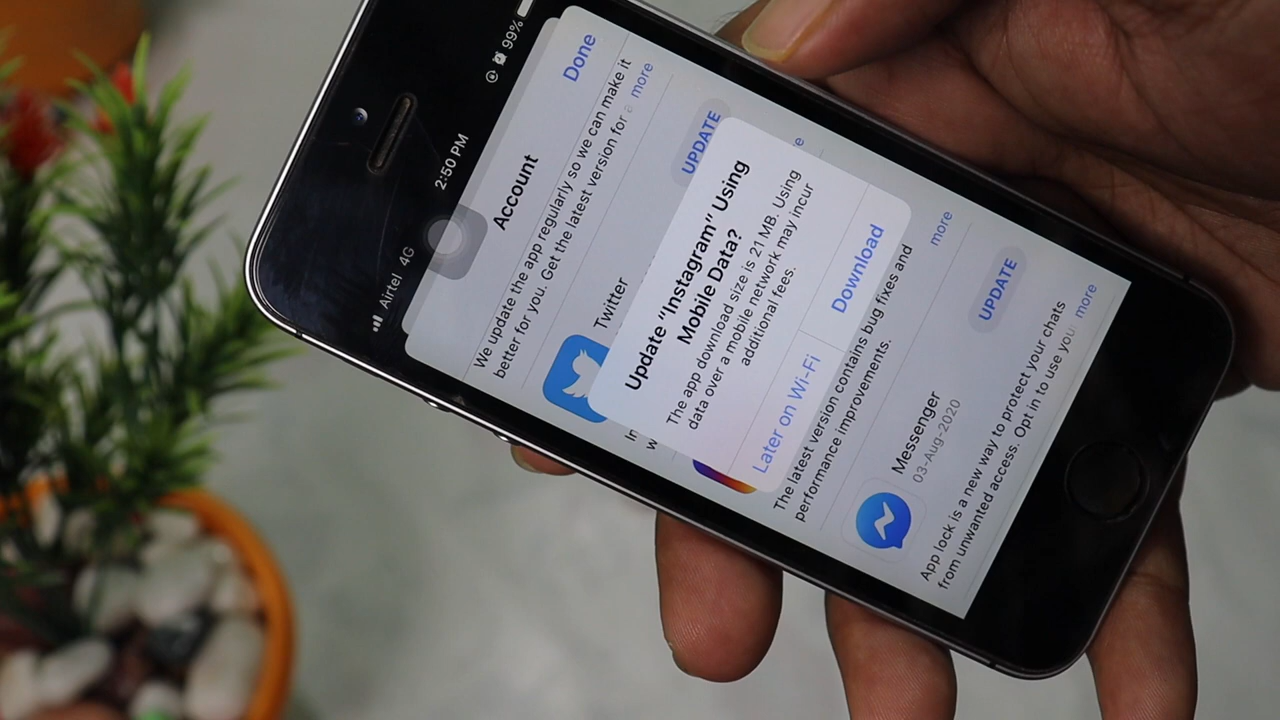 Airtel 4G
2:50 PM
99%
Account
Done
We update the app regularly so we can make it
better for you. Get the latest version for
more
Twitter
UPDATE
Update "Instagram" Using
Mobile Data?
The app download size is 21 MB. Using
data over a mobile network may incur
additional fees.
Later on Wi-Fi
Download
The latest version contains bug fixes and
performance improvements.
more
Messenger
03-Aug-2020
UPDATE
App lock is a new way to protect your chats
from unwanted access. Opt in to use your
more